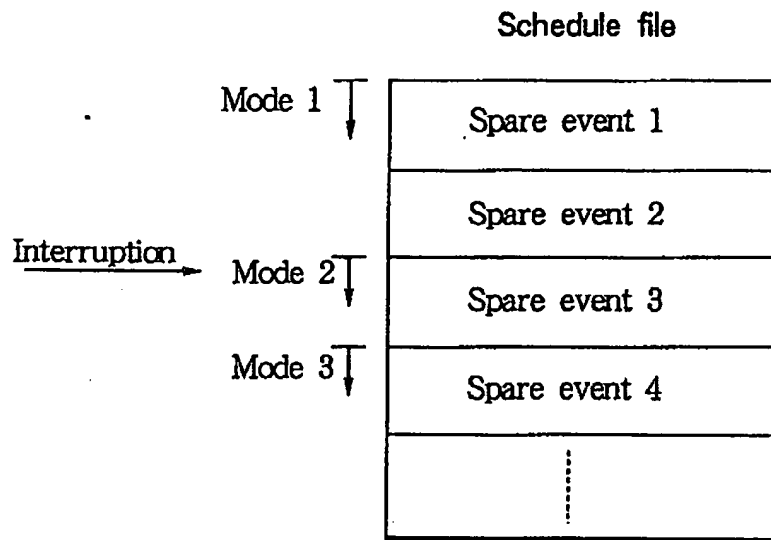 Schedule file
Mode 1
Spare event 1
Spare event 2
Interruption
Mode 2
Spare event 3
Mode 3
Spare event 4